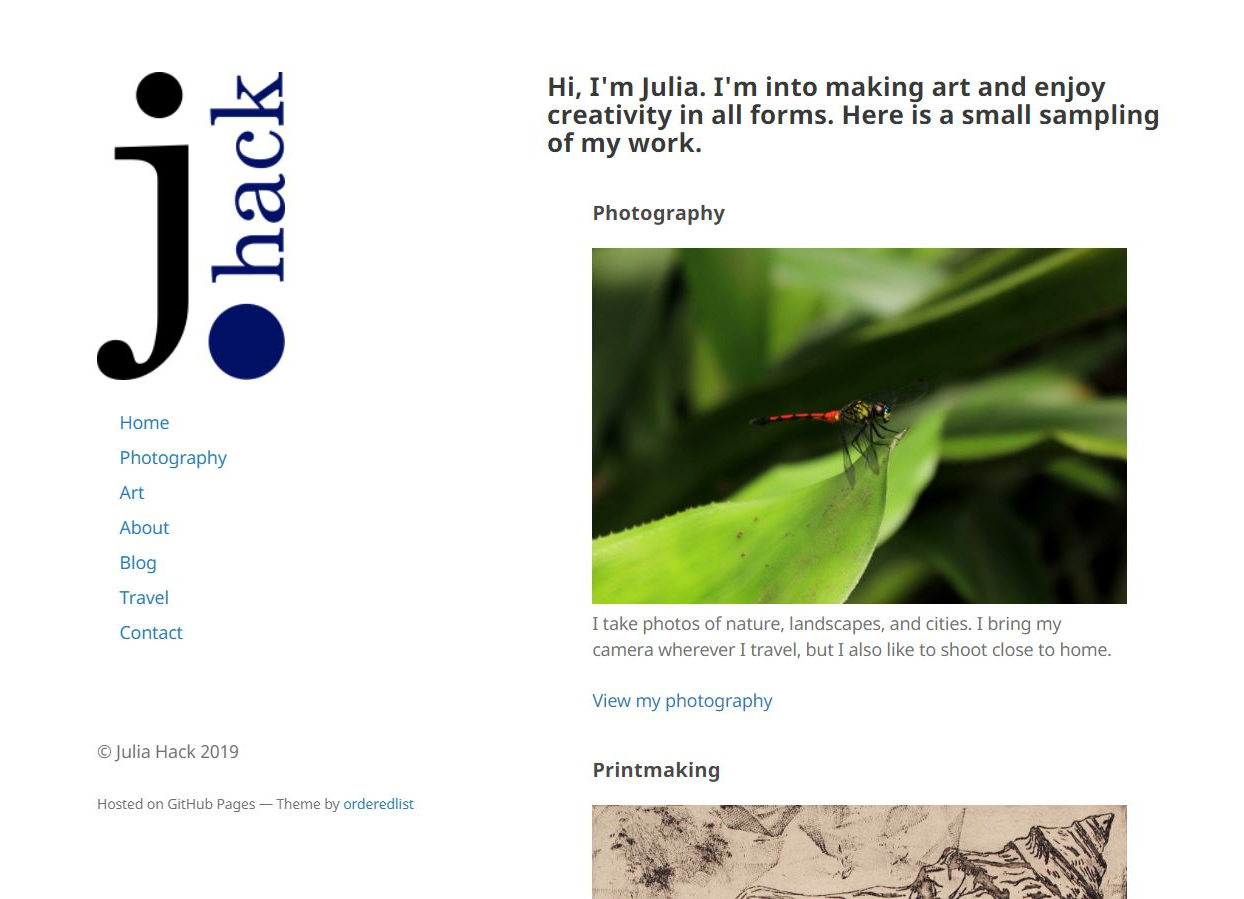 j.hack
Home
Photography
Art
About
Blog
Travel
Contact
© Julia Hack 2019
Hosted on GitHub Pages — Theme by orderedlist
Hi, I'm Julia. I'm into making art and enjoy
creativity in all forms. Here is a small sampling
of my work.
Photography
I take photos of nature, landscapes, and cities. I bring my
camera wherever I travel, but I also like to shoot close to home.
View my photography
Printmaking